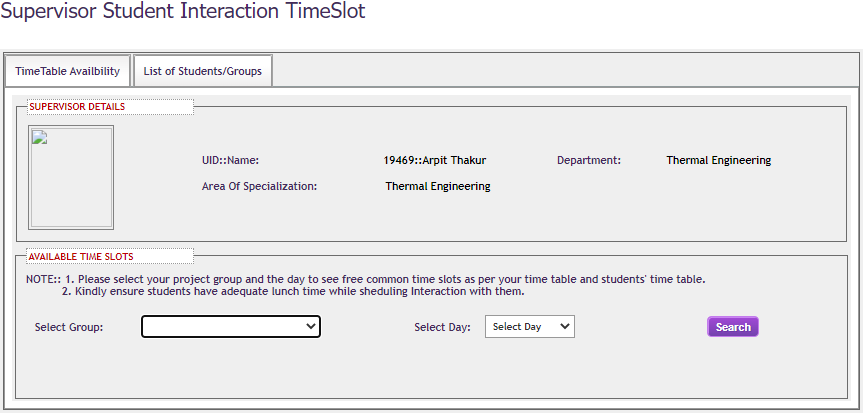 Supervisor Student Interaction TimeSlot
TimeTable Availbility
List of Students/Groups
SUPERVISOR DETAILS
UID::Name: 19469::Arpit Thakur Department: Thermal Engineering
Area Of Specialization: Thermal Engineering
AVAILABLE TIME SLOTS
NOTE:: 1. Please select your project group and the day to see free common time slots as per your time table and students' time table.
2. Kindly ensure students have adequate lunch time while sheduling Interaction with them.
Select Group: Select Day: Select Day Search